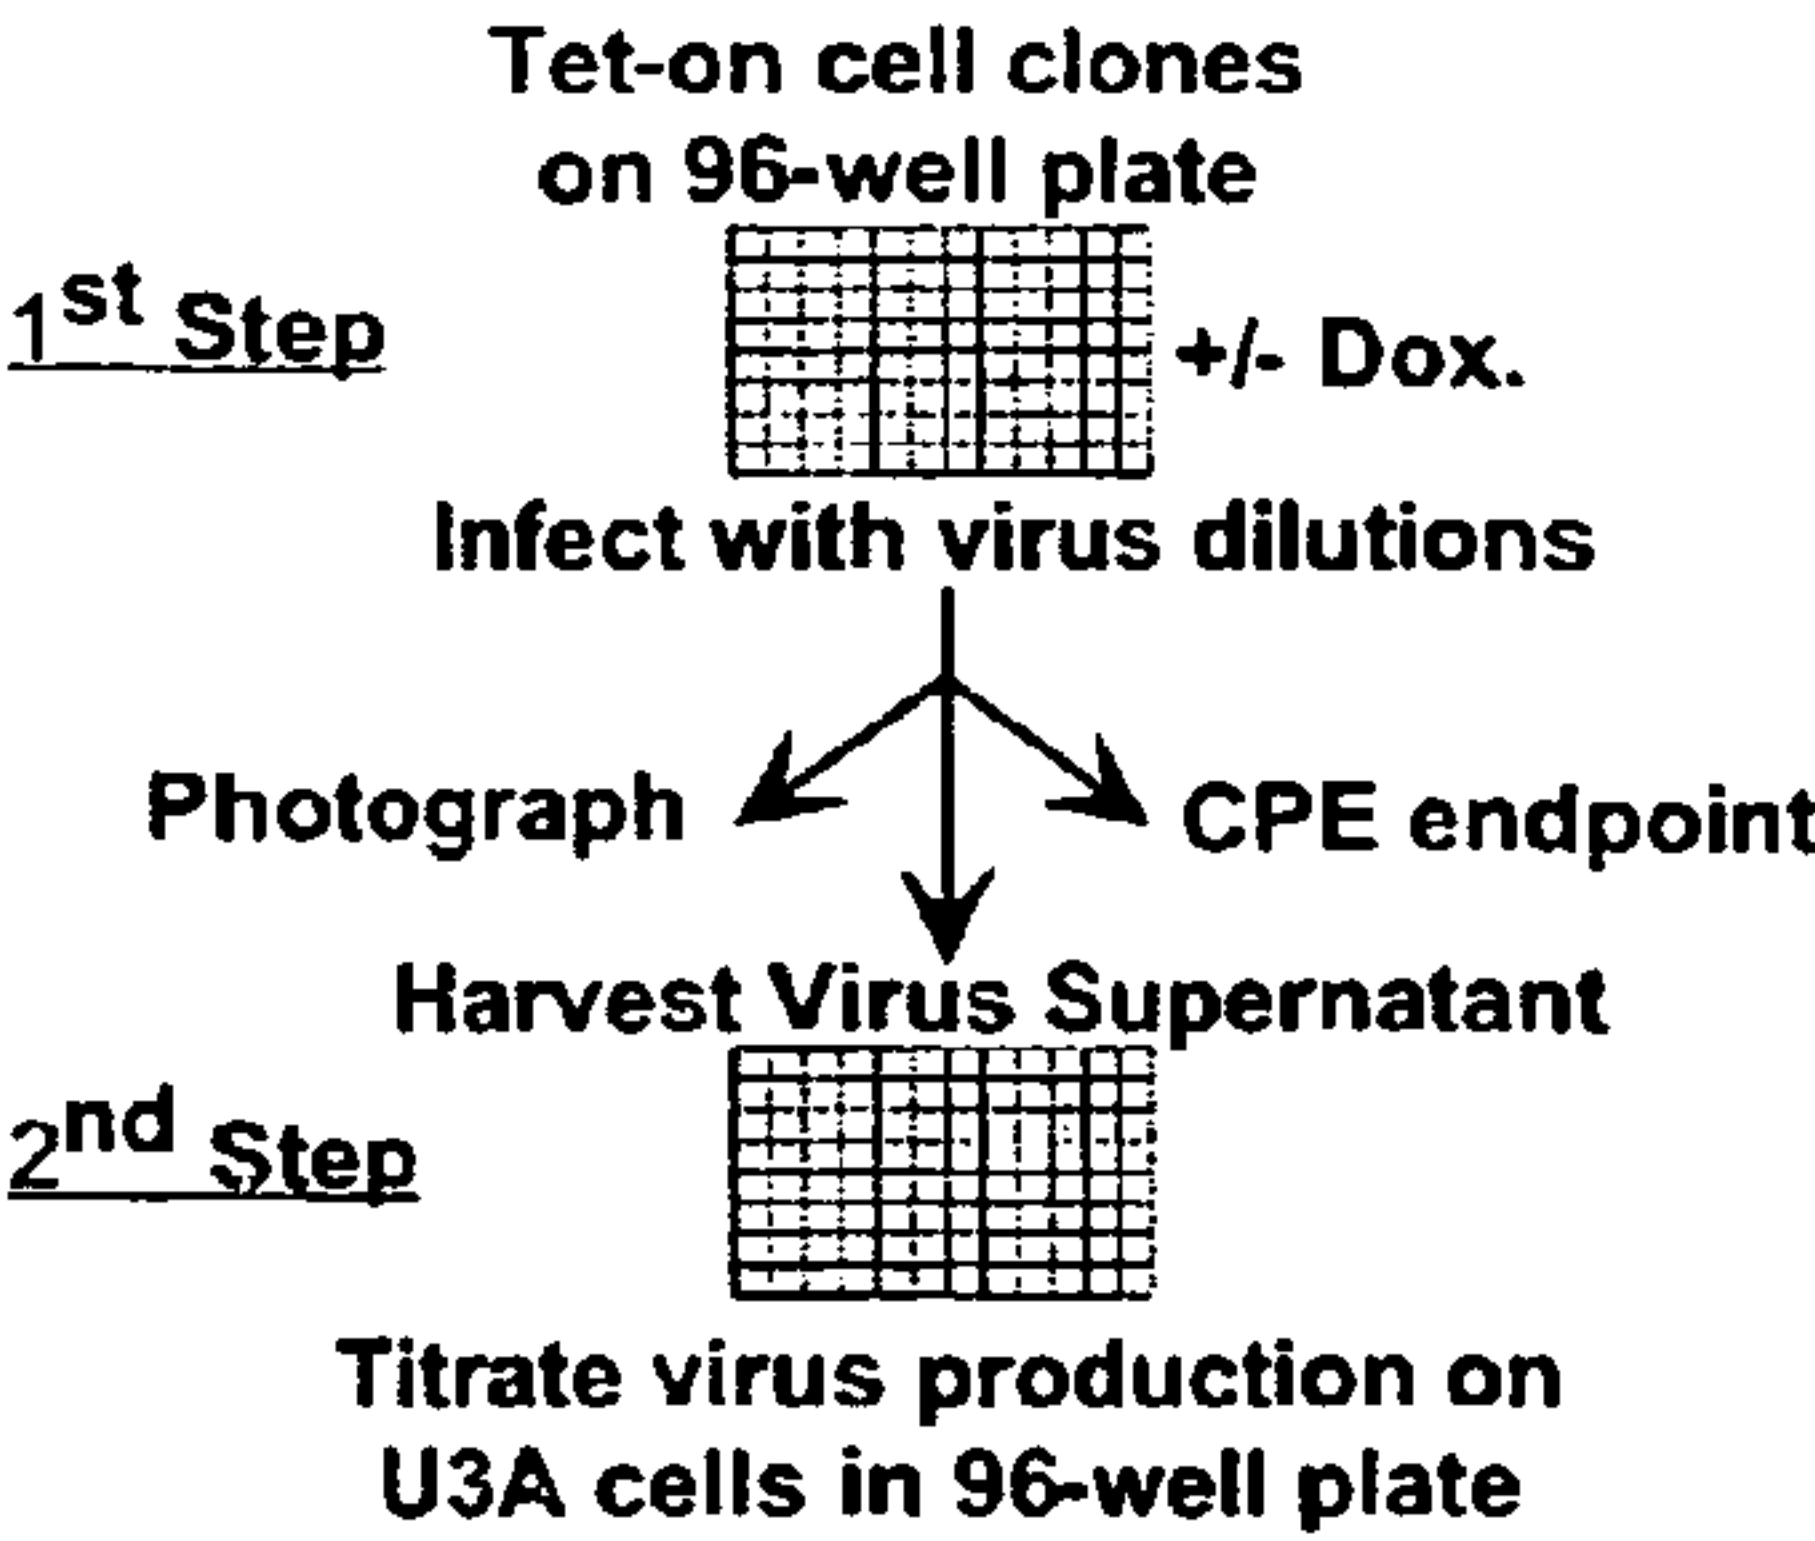 Tet-on cell clones
on 96-well plate
1st Step
+/- Dox.
Infect with virus dilutions
Photograph
CPE endpoint
Harvest Virus Supernatant
2nd Step
Titrate virus production on
U3A cells in 96-well plate